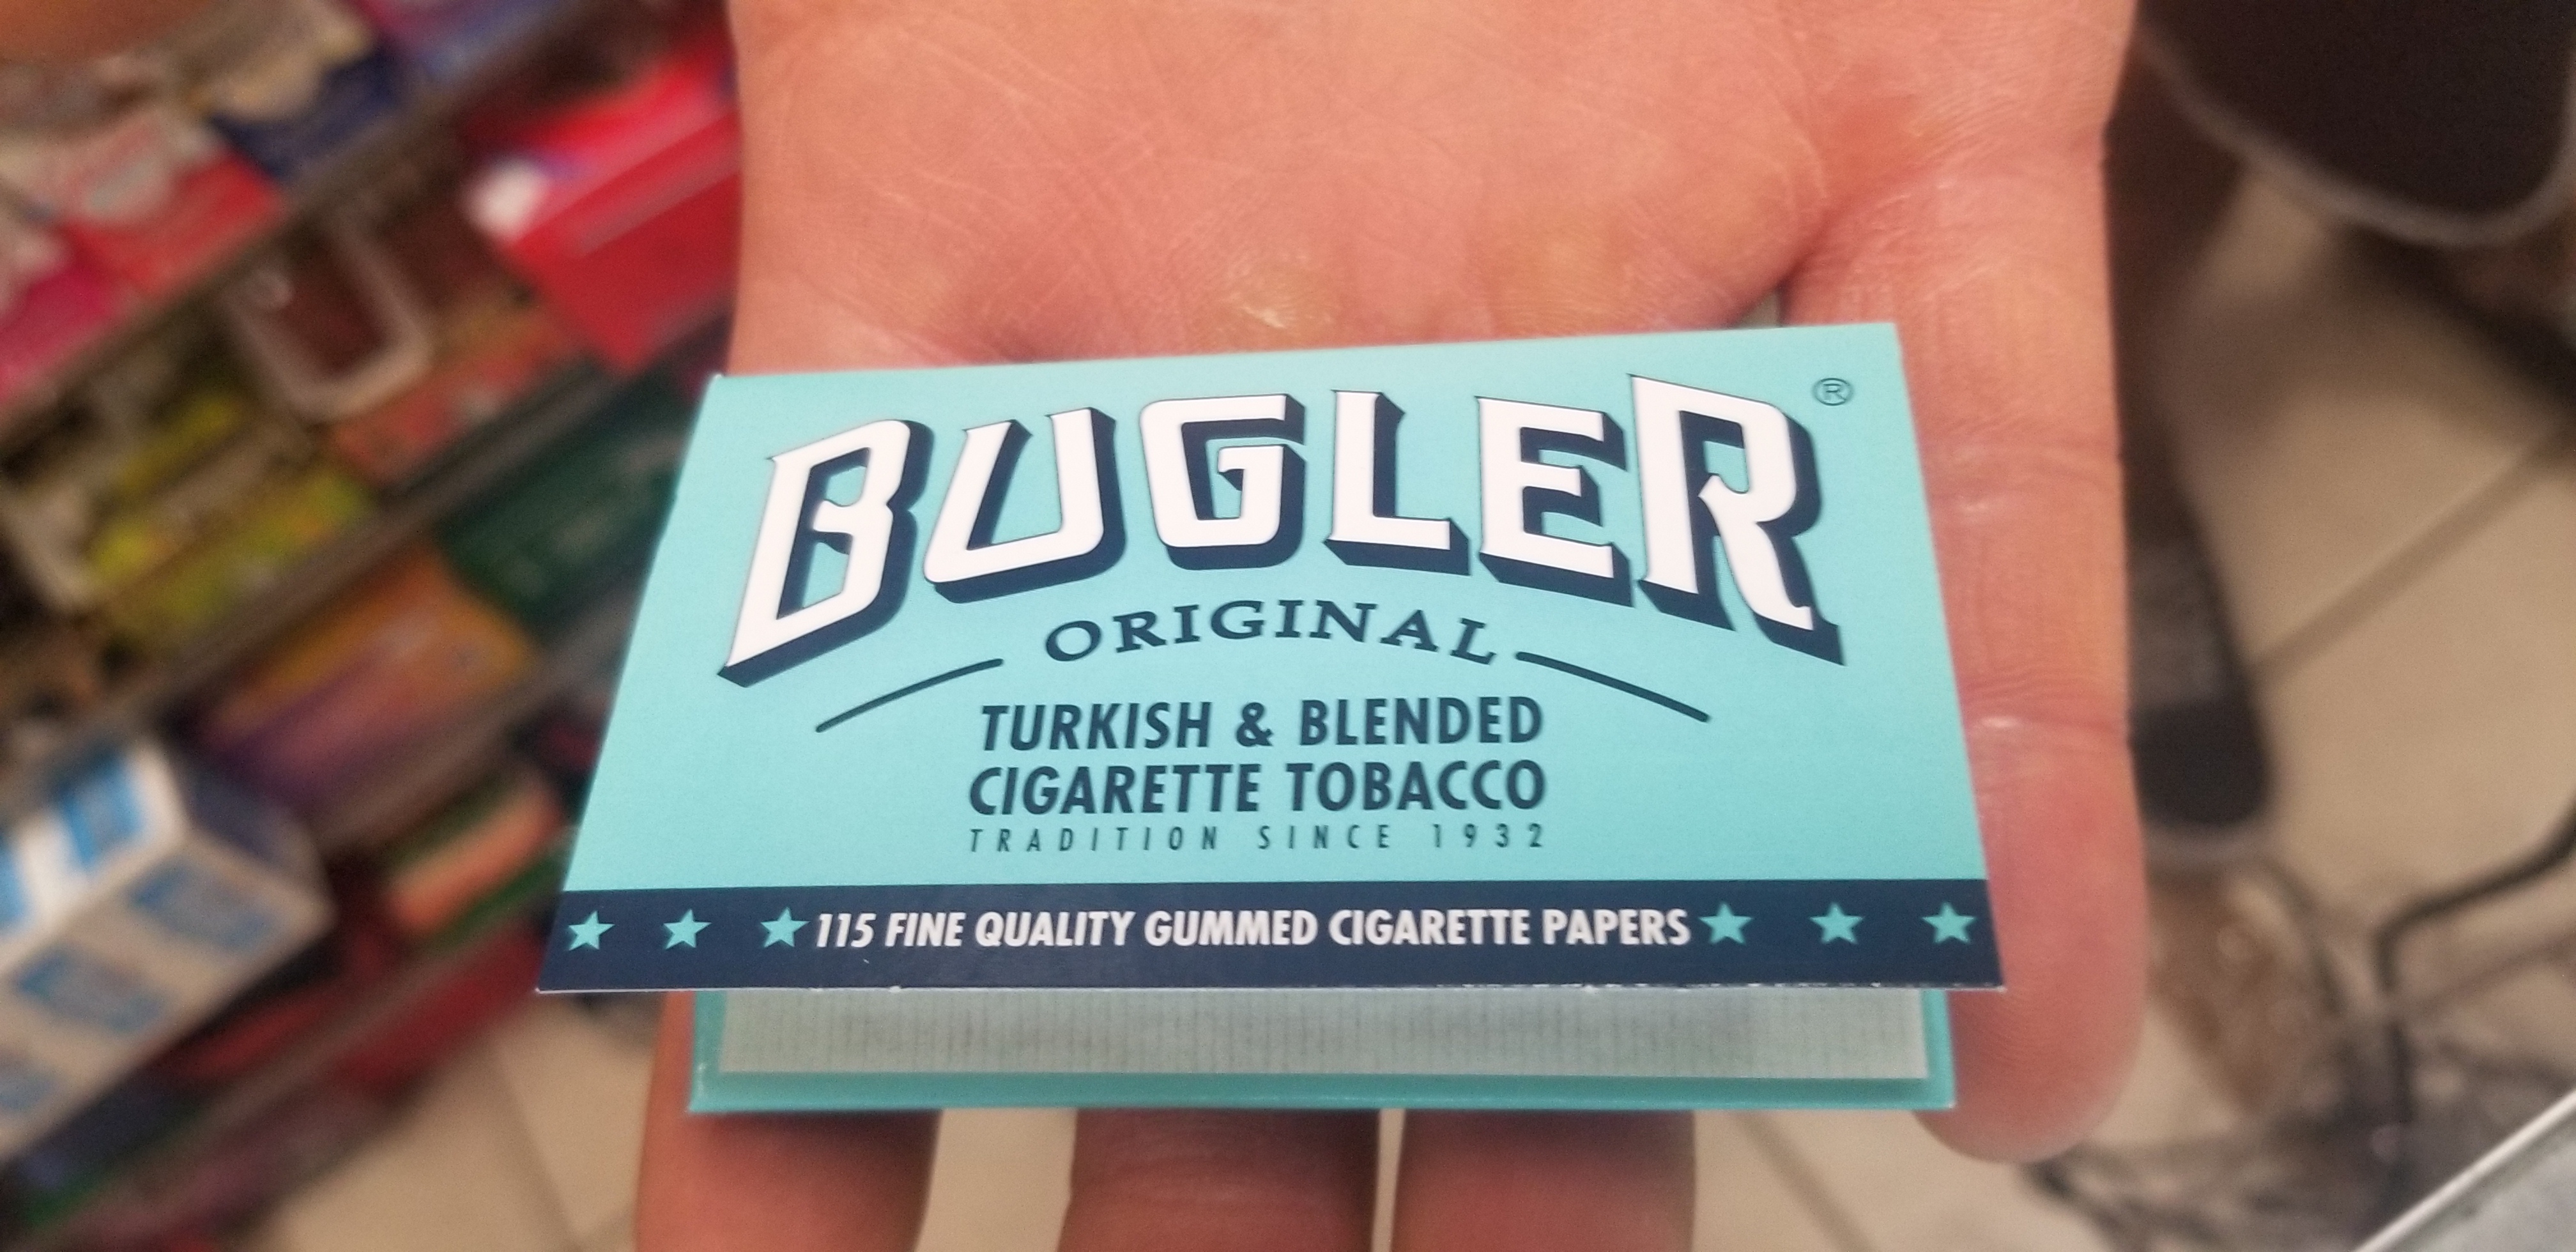 BUGLER ®
ORIGINAL
TURKISH & BLENDED
CIGARETTE TOBACCO
TRADITION SINCE 1932
115 FINE QUALITY GUMMED CIGARETTE PAPERS